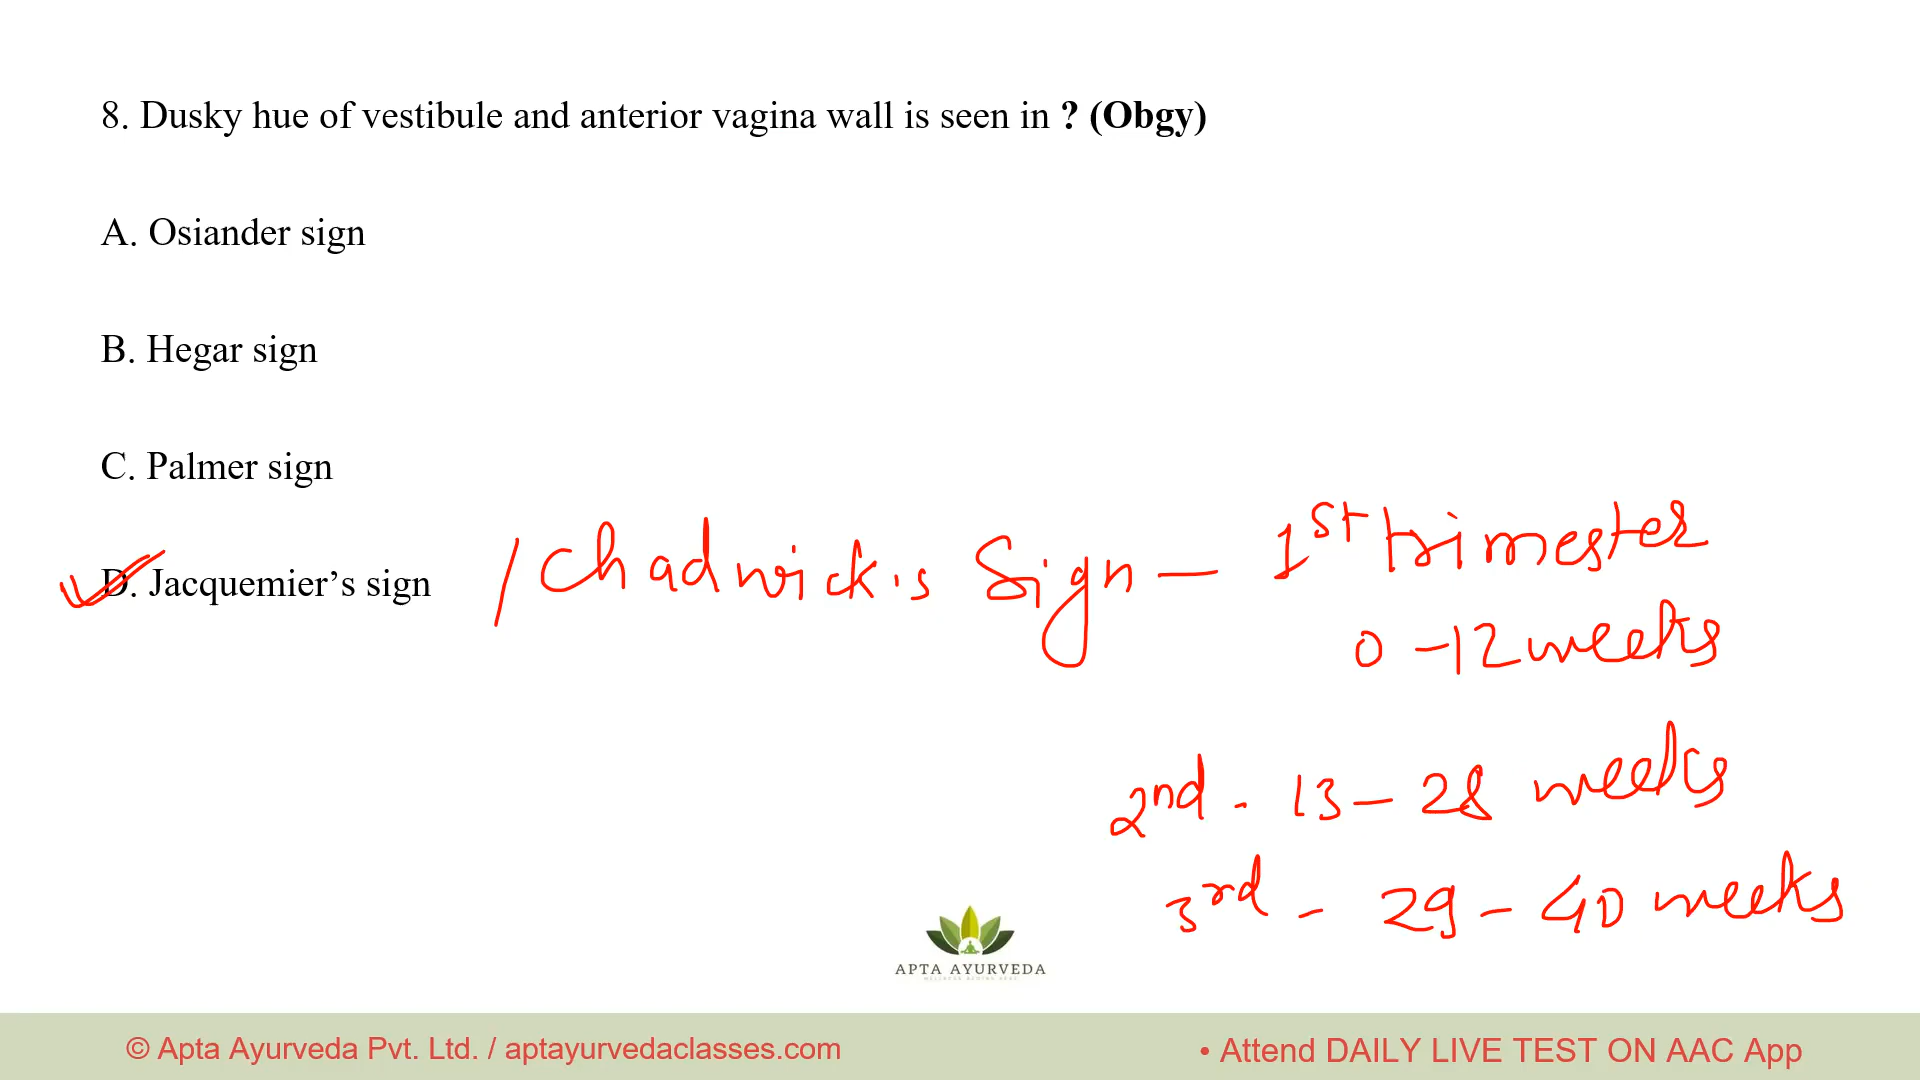 8. Dusky hue of vestibule and anterior vagina wall is seen in ? (Obgy)
A. Osiander sign
B. Hegar sign
C. Palmer sign
D. Jacquemier’s sign / Chadwick's Sign — 1st trimester
0 - 12 weeks
2nd - 13 - 28 weeks
3rd - 29 - 40 weeks
APTA AYURVEDA
© Apta Ayurveda Pvt. Ltd. / aptayurvedaclasses.com
• Attend DAILY LIVE TEST ON AAC App